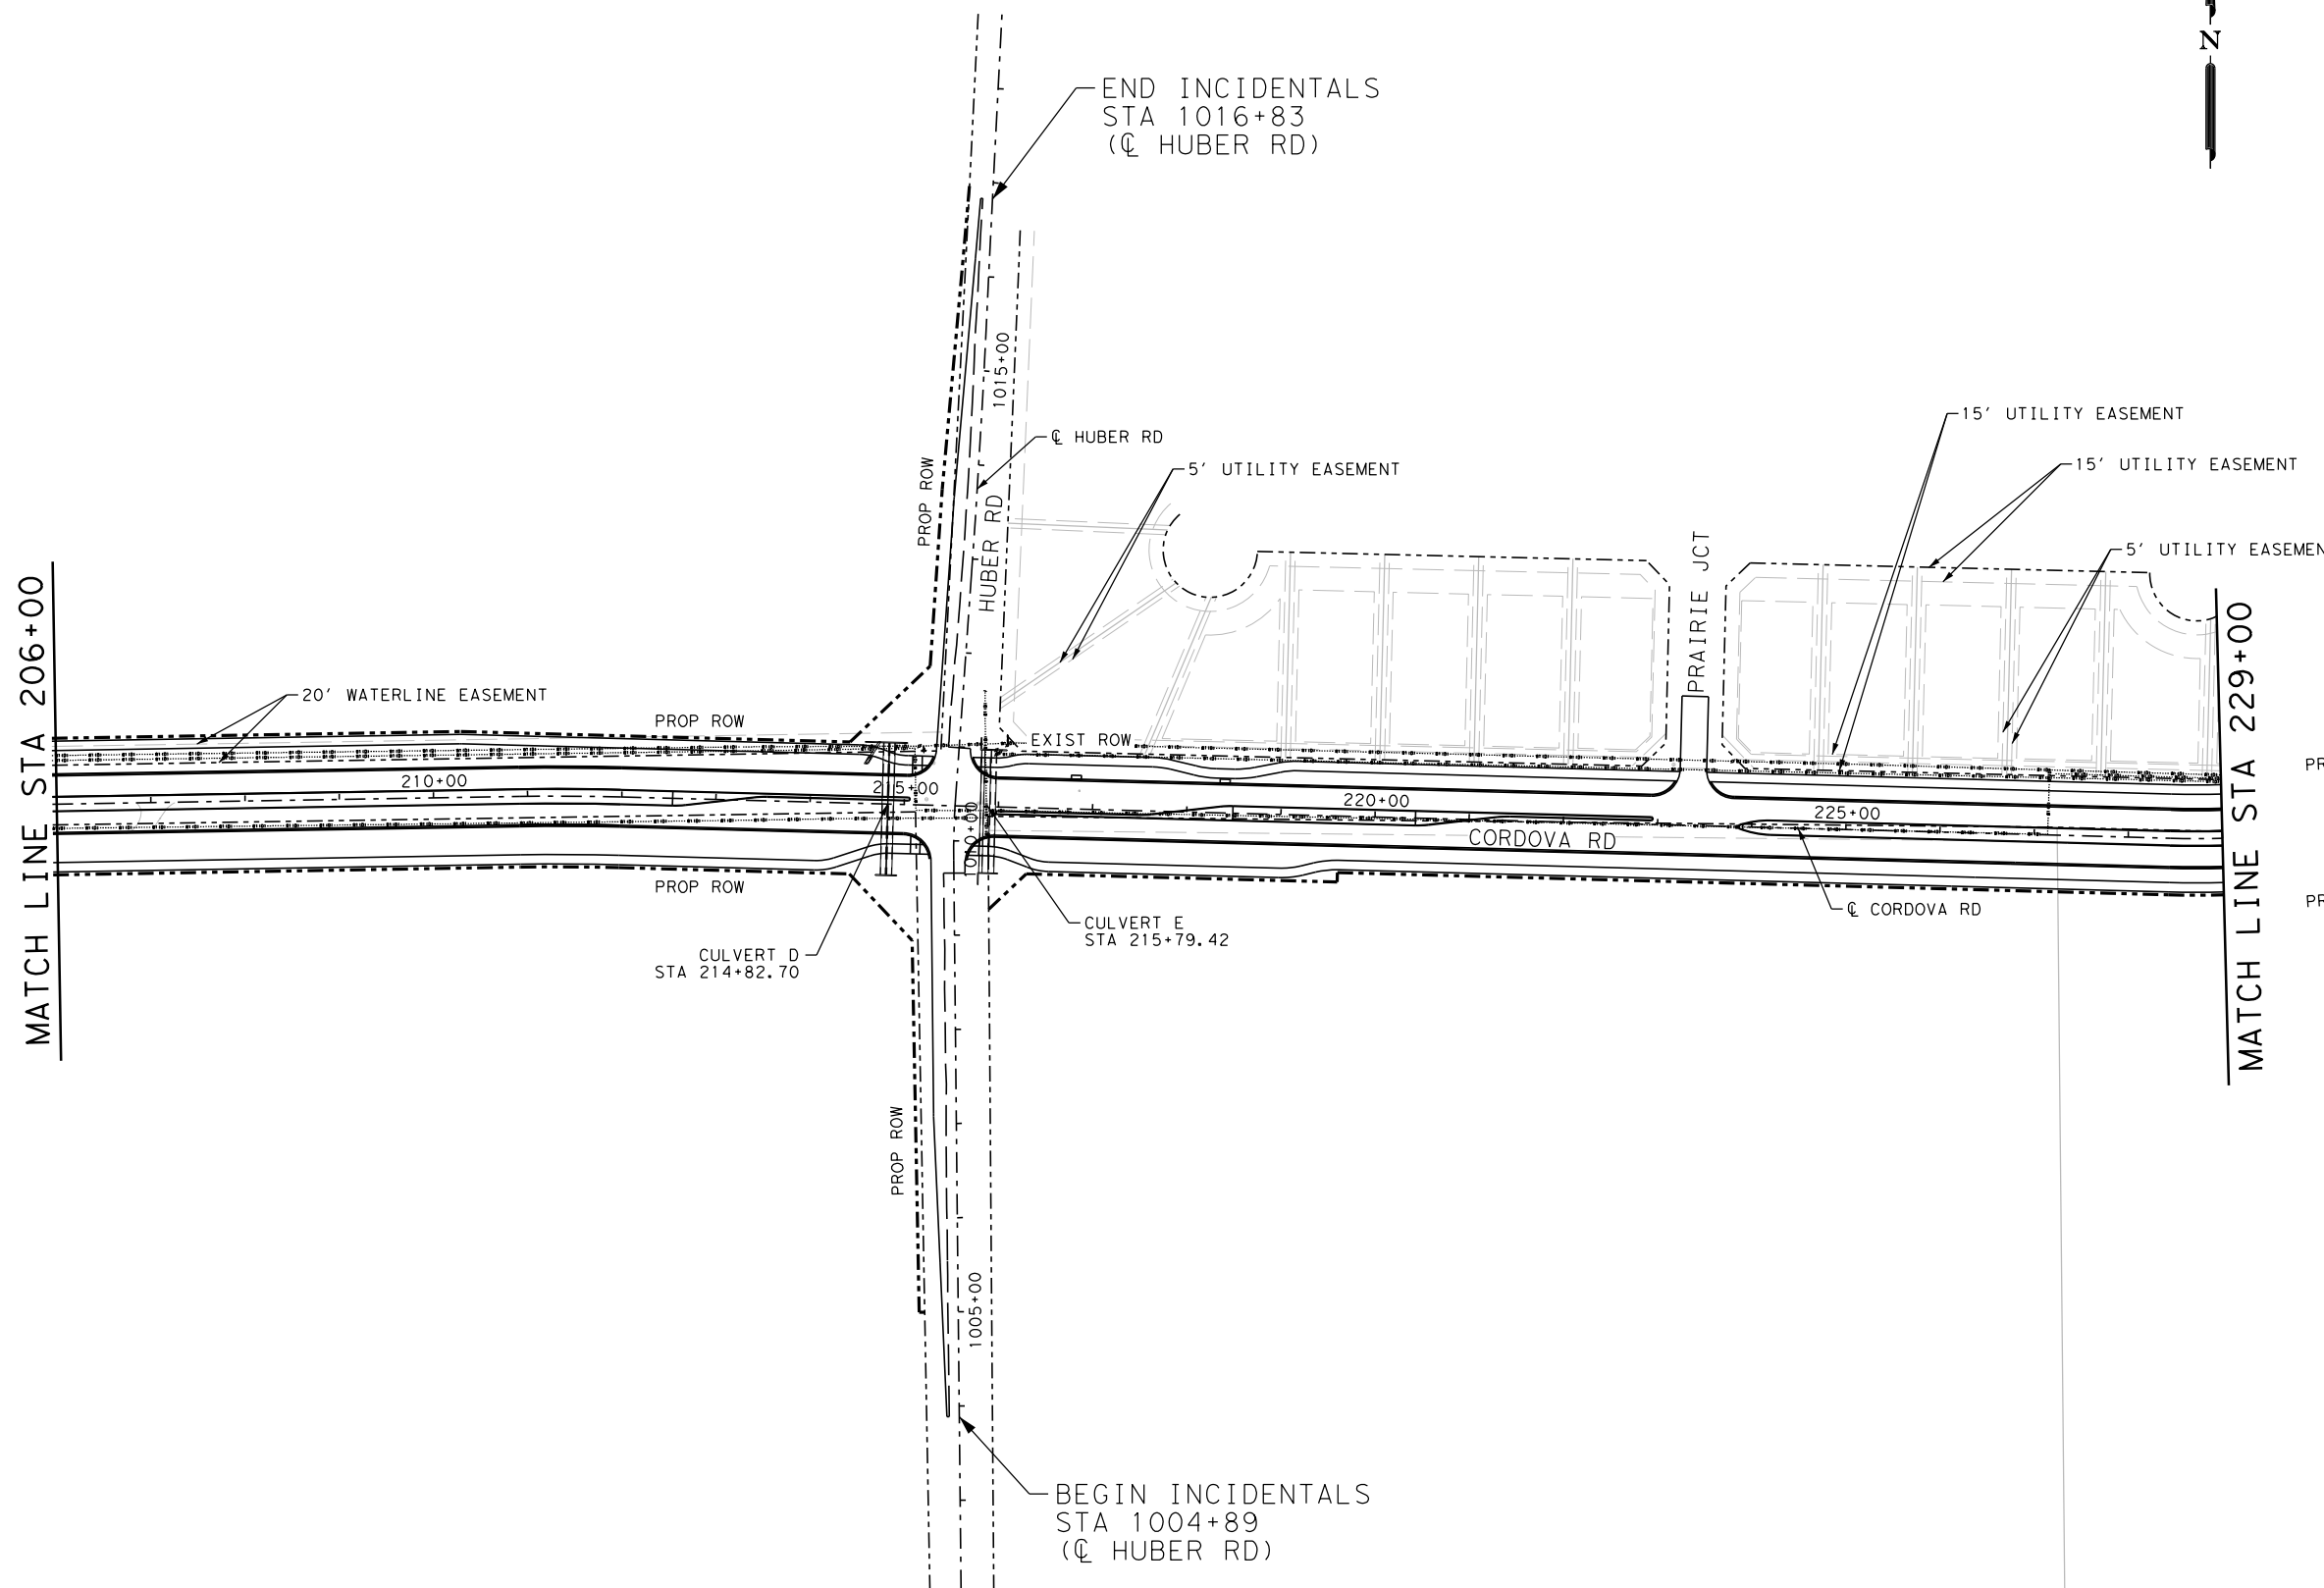 N
END INCIDENTALS
STA 1016+83
(℄ HUBER RD)
1015+00
℄ HUBER RD
HUBER RD
PROP ROW
5' UTILITY EASEMENT
15' UTILITY EASEMENT
15' UTILITY EASEMENT
5' UTILITY EASEMEN
PRAIRIE JCT
MATCH LINE STA 206+00
MATCH LINE STA 229+00
20' WATERLINE EASEMENT
PROP ROW
EXIST ROW
PR
210+00
215+00
220+00
225+00
1010+00
CORDOVA RD
PROP ROW
℄ CORDOVA RD
PR
CULVERT E
STA 215+79.42
CULVERT D
STA 214+82.70
PROP ROW
1005+00
BEGIN INCIDENTALS
STA 1004+89
(℄ HUBER RD)